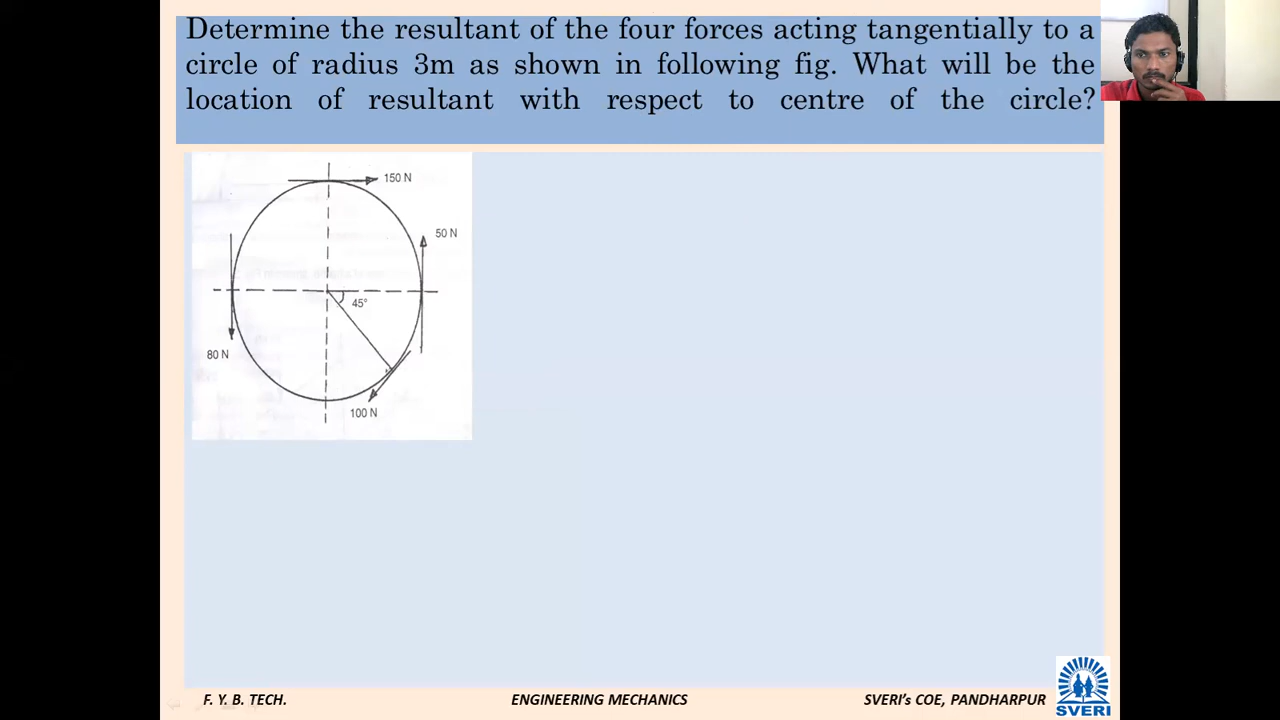 Determine the resultant of the four forces acting tangentially to a
circle of radius 3m as shown in following fig. What will be the
location of resultant with respect to centre of the circle?
150 N
50 N
45°
80 N
100 N
F. Y. B. TECH.
ENGINEERING MECHANICS
SVERI's COE, PANDHARPUR
SVERI